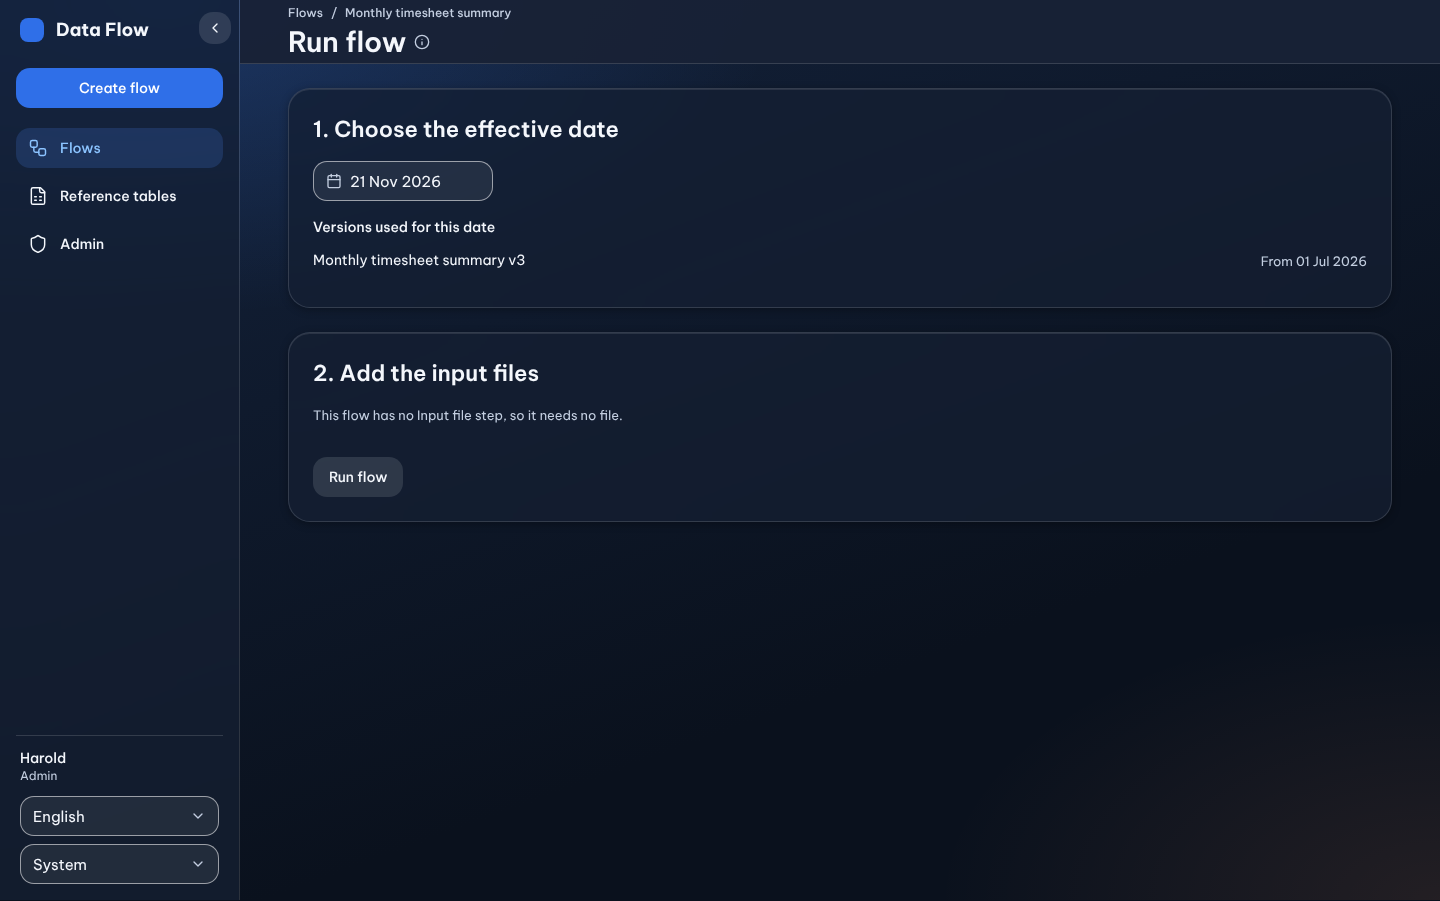 Data Flow
Create flow
Flows
Reference tables
Admin
Harold
Admin
English
System
Flows / Monthly timesheet summary
Run flow
1. Choose the effective date
21 Nov 2026
Versions used for this date
Monthly timesheet summary v3 From 01 Jul 2026
2. Add the input files
This flow has no Input file step, so it needs no file.
Run flow